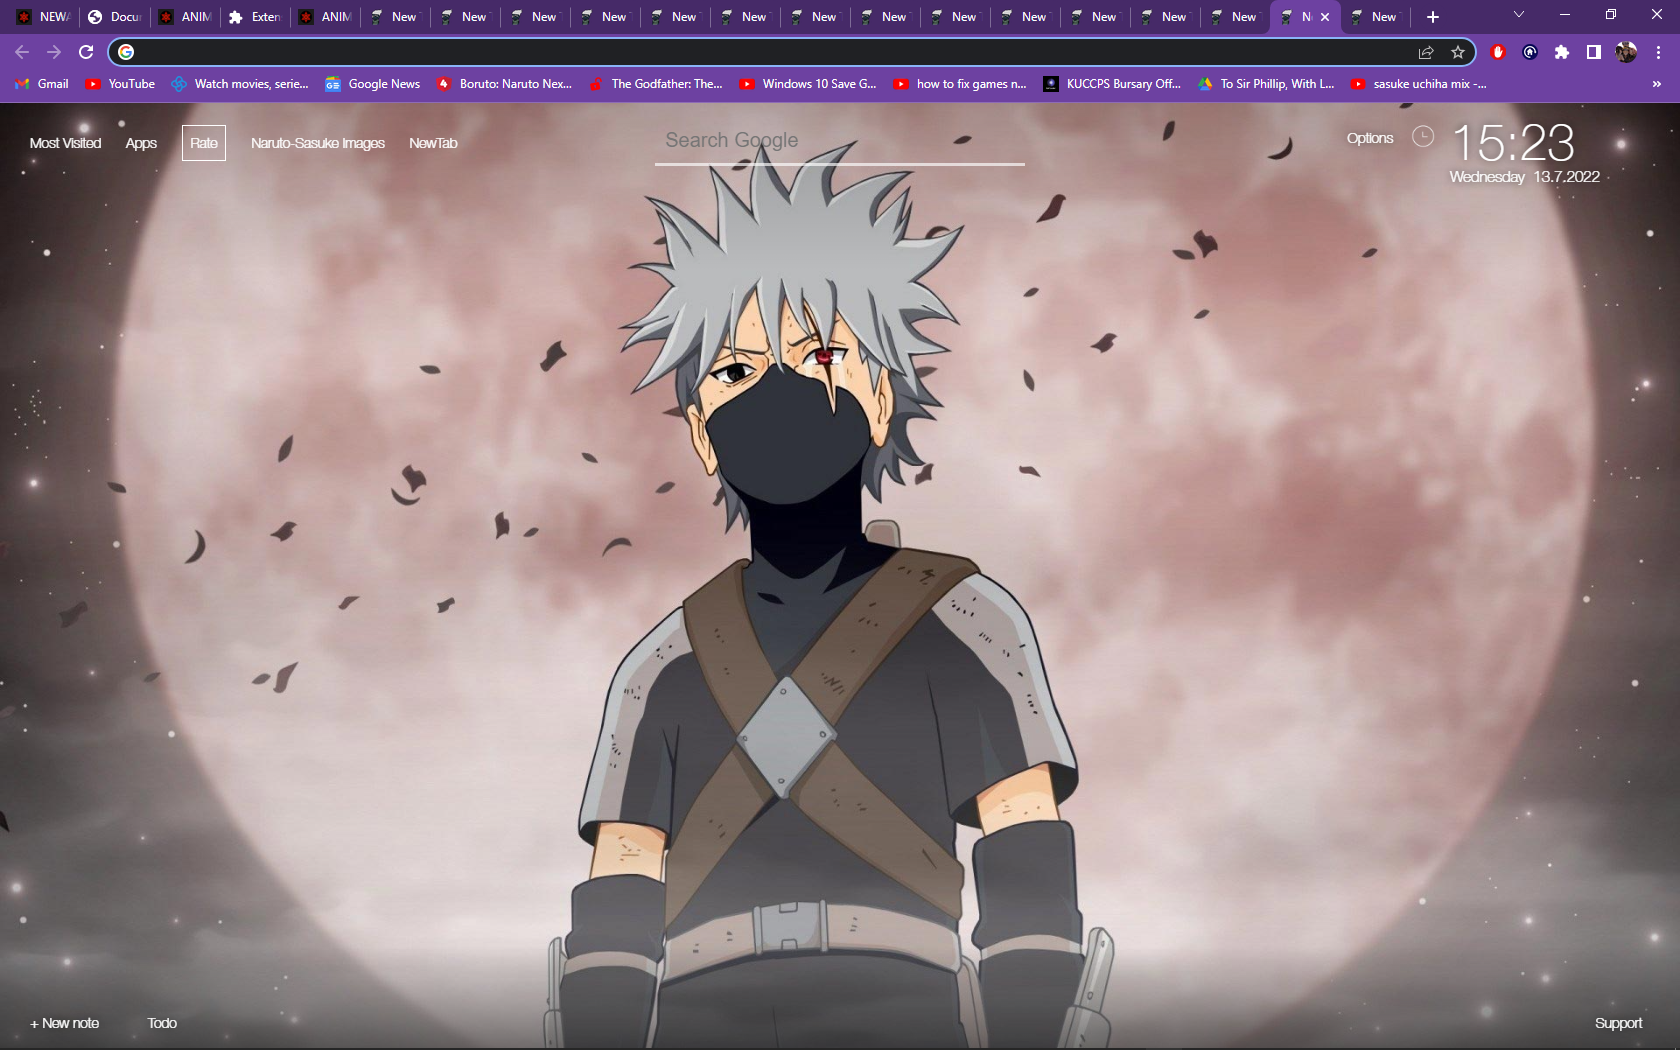 NEWA Docu ANIM Exten ANIM New New New New New New New New New New New New New N New
Gmail YouTube Watch movies, serie... Google News Boruto: Naruto Nex... The Godfather: The... Windows 10 Save G... how to fix games n... KUCCPS Bursary Off... To Sir Phillip, With L... sasuke uchiha mix -... »
Most Visited Apps Rate Naruto-Sasuke Images NewTab Search Google Options 15:23
Wednesday 13.7.2022
+ New note Todo Support